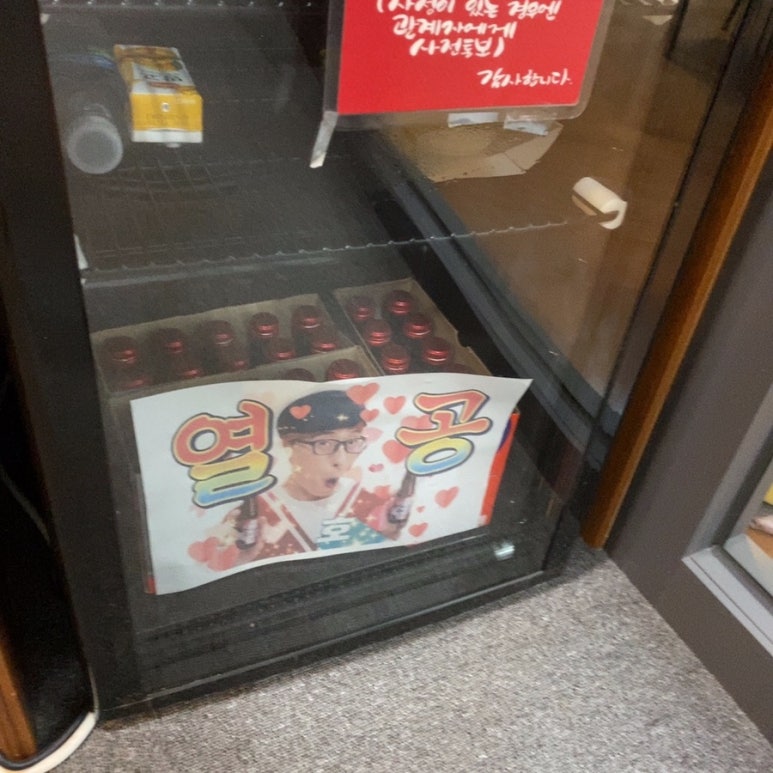 (사정이 있는 경우엔
관계자에게
사전통보)
감사합니다.
열 공
호